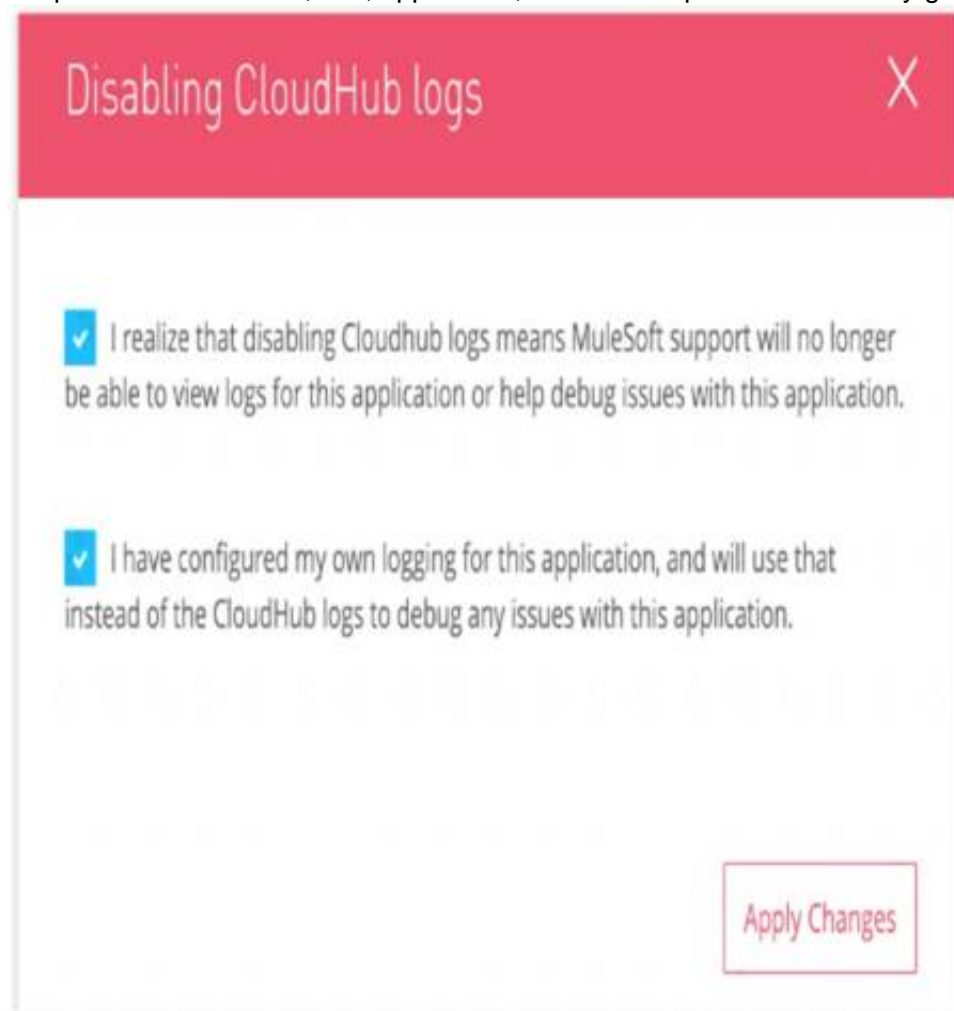 Disabling CloudHub logs X
I realize that disabling Cloudhub logs means MuleSoft support will no longer
be able to view logs for this application or help debug issues with this application.
I have configured my own logging for this application, and will use that
instead of the CloudHub logs to debug any issues with this application.
Apply Changes